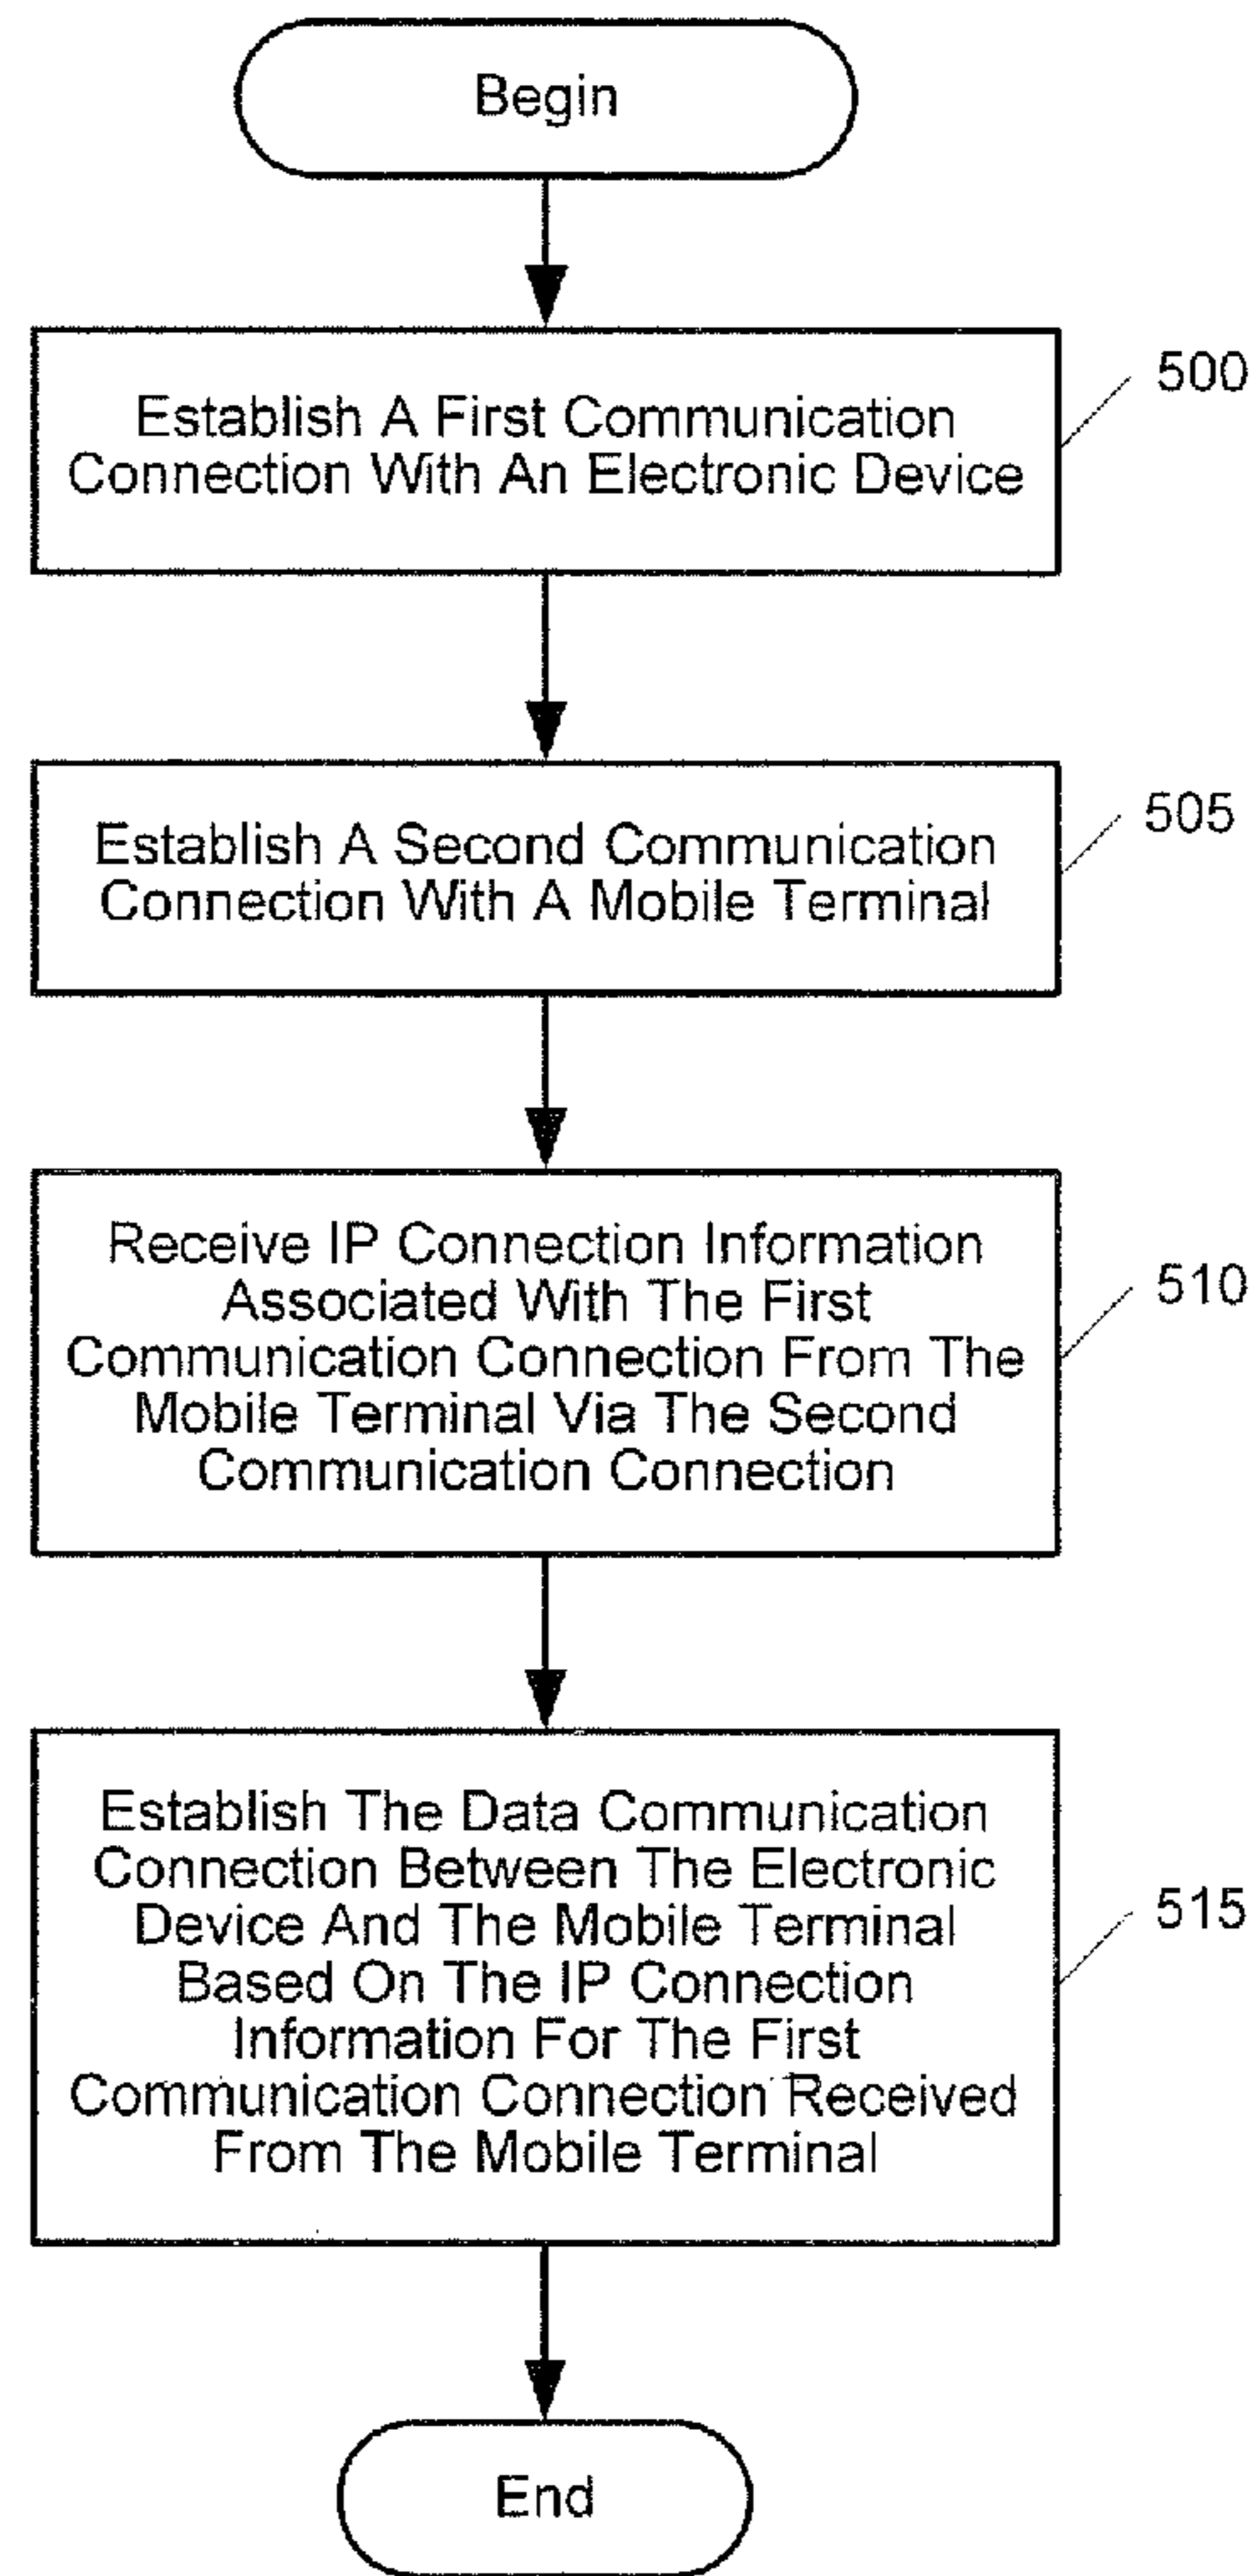 Begin
Establish A First Communication
Connection With An Electronic Device
500
Establish A Second Communication
Connection With A Mobile Terminal
505
Receive IP Connection Information
Associated With The First
Communication Connection From The
Mobile Terminal Via The Second
Communication Connection
510
Establish The Data Communication
Connection Between The Electronic
Device And The Mobile Terminal
Based On The IP Connection
Information For The First
Communication Connection Received
From The Mobile Terminal
515
End